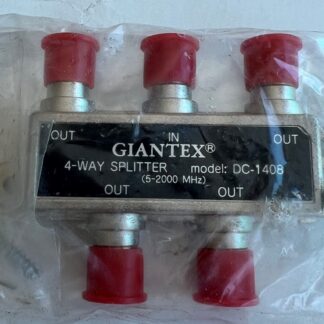 OUT IN OUT
GIANTEX®
4-WAY SPLITTER model: DC-1408
(5-2000 MHz)
OUT OUT